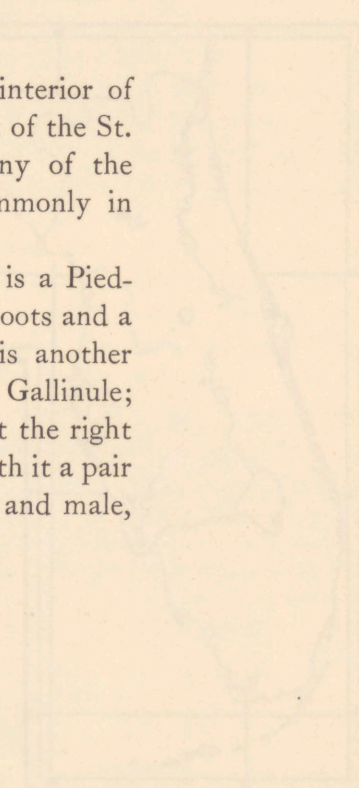 interior of
of the St.
ny of the
mmonly in
is a Pied-
oots and a
is another
Gallinule;
t the right
th it a pair
and male,